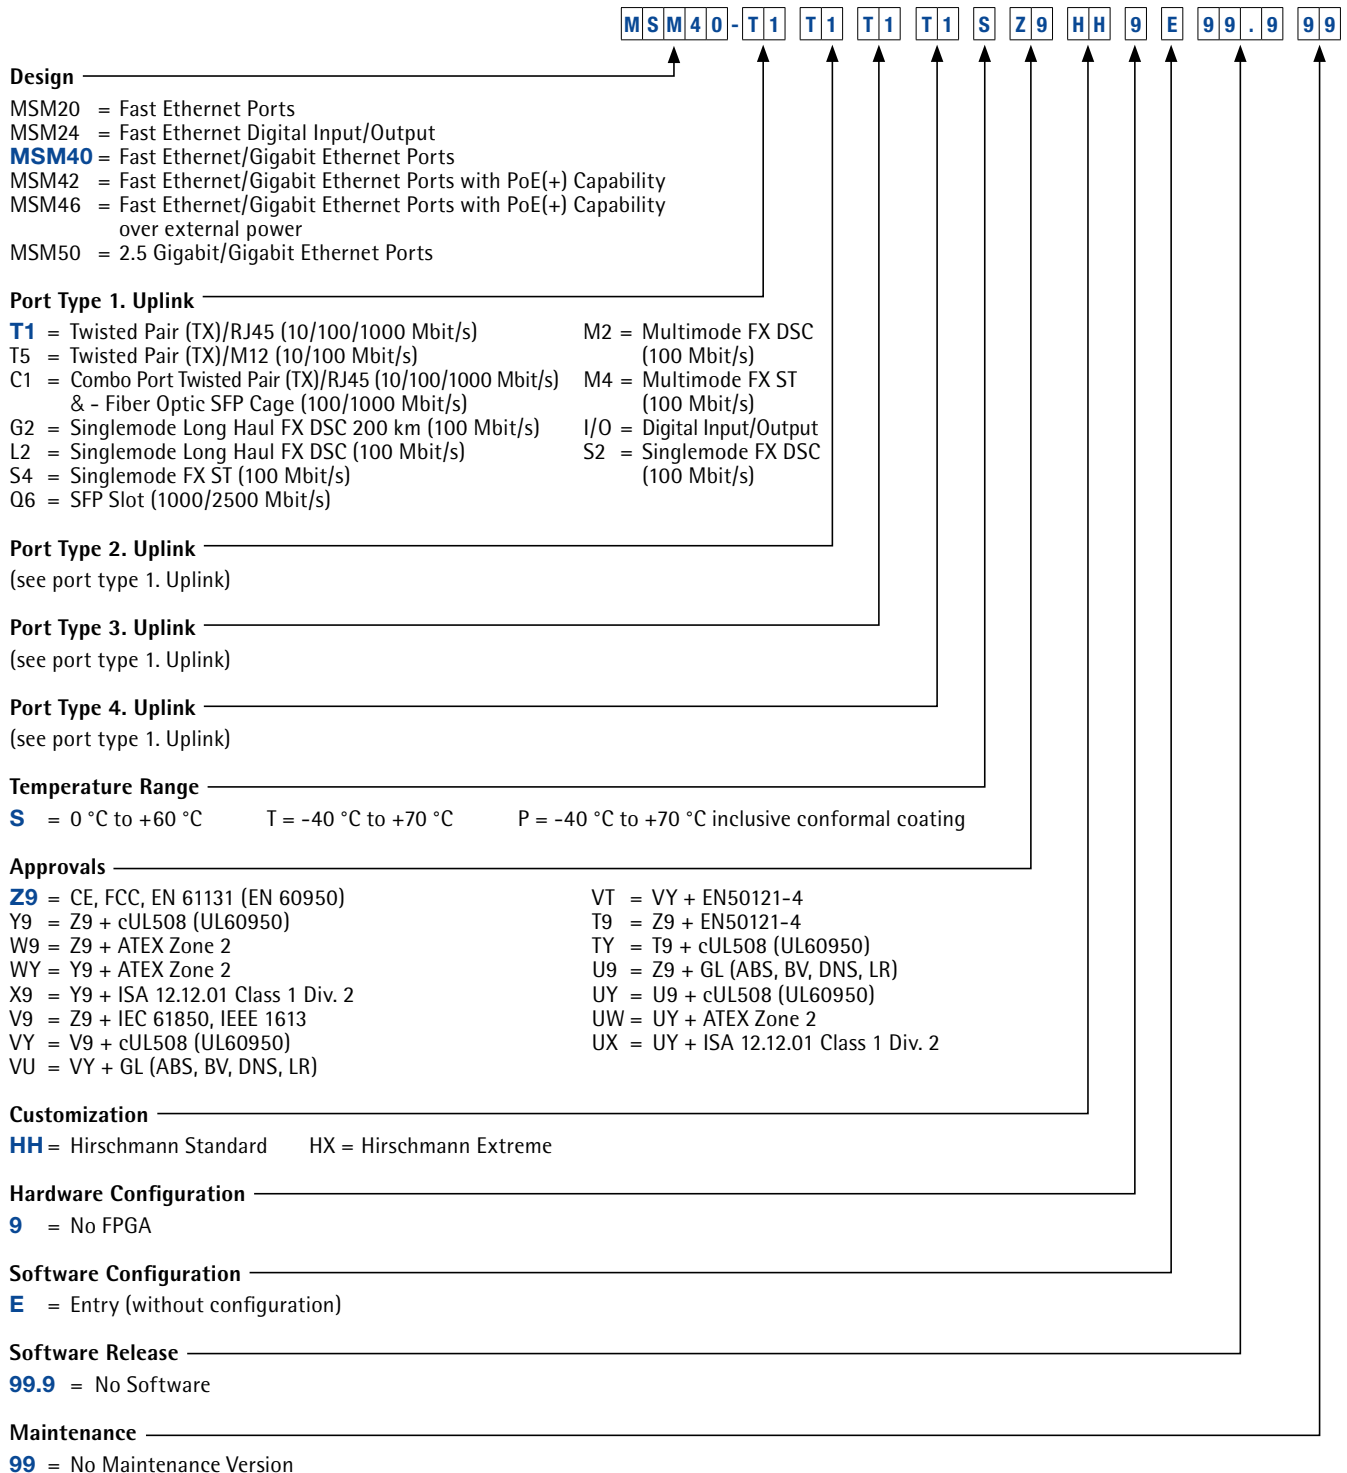 MSM40-T1 T1 T1 T1 S Z9 HH 9 E 99.9 99
Design
MSM20 = Fast Ethernet Ports
MSM24 = Fast Ethernet Digital Input/Output
MSM40 = Fast Ethernet/Gigabit Ethernet Ports
MSM42 = Fast Ethernet/Gigabit Ethernet Ports with PoE(+) Capability
MSM46 = Fast Ethernet/Gigabit Ethernet Ports with PoE(+) Capability
over external power
MSM50 = 2.5 Gigabit/Gigabit Ethernet Ports
Port Type 1. Uplink
T1 = Twisted Pair (TX)/RJ45 (10/100/1000 Mbit/s)
T5 = Twisted Pair (TX)/M12 (10/100 Mbit/s)
C1 = Combo Port Twisted Pair (TX)/RJ45 (10/100/1000 Mbit/s)
& - Fiber Optic SFP Cage (100/1000 Mbit/s)
G2 = Singlemode Long Haul FX DSC 200 km (100 Mbit/s)
L2 = Singlemode Long Haul FX DSC (100 Mbit/s)
S4 = Singlemode FX ST (100 Mbit/s)
Q6 = SFP Slot (1000/2500 Mbit/s)
M2 = Multimode FX DSC
(100 Mbit/s)
M4 = Multimode FX ST
(100 Mbit/s)
I/O = Digital Input/Output
S2 = Singlemode FX DSC
(100 Mbit/s)
Port Type 2. Uplink
(see port type 1. Uplink)
Port Type 3. Uplink
(see port type 1. Uplink)
Port Type 4. Uplink
(see port type 1. Uplink)
Temperature Range
S = 0 °C to +60 °C T = -40 °C to +70 °C P = -40 °C to +70 °C inclusive conformal coating
Approvals
Z9 = CE, FCC, EN 61131 (EN 60950)
Y9 = Z9 + cUL508 (UL60950)
W9 = Z9 + ATEX Zone 2
WY = Y9 + ATEX Zone 2
X9 = Y9 + ISA 12.12.01 Class 1 Div. 2
V9 = Z9 + IEC 61850, IEEE 1613
VY = V9 + cUL508 (UL60950)
VU = VY + GL (ABS, BV, DNS, LR)
VT = VY + EN50121-4
T9 = Z9 + EN50121-4
TY = T9 + cUL508 (UL60950)
U9 = Z9 + GL (ABS, BV, DNS, LR)
UY = U9 + cUL508 (UL60950)
UW = UY + ATEX Zone 2
UX = UY + ISA 12.12.01 Class 1 Div. 2
Customization
HH = Hirschmann Standard HX = Hirschmann Extreme
Hardware Configuration
9 = No FPGA
Software Configuration
E = Entry (without configuration)
Software Release
99.9 = No Software
Maintenance
99 = No Maintenance Version